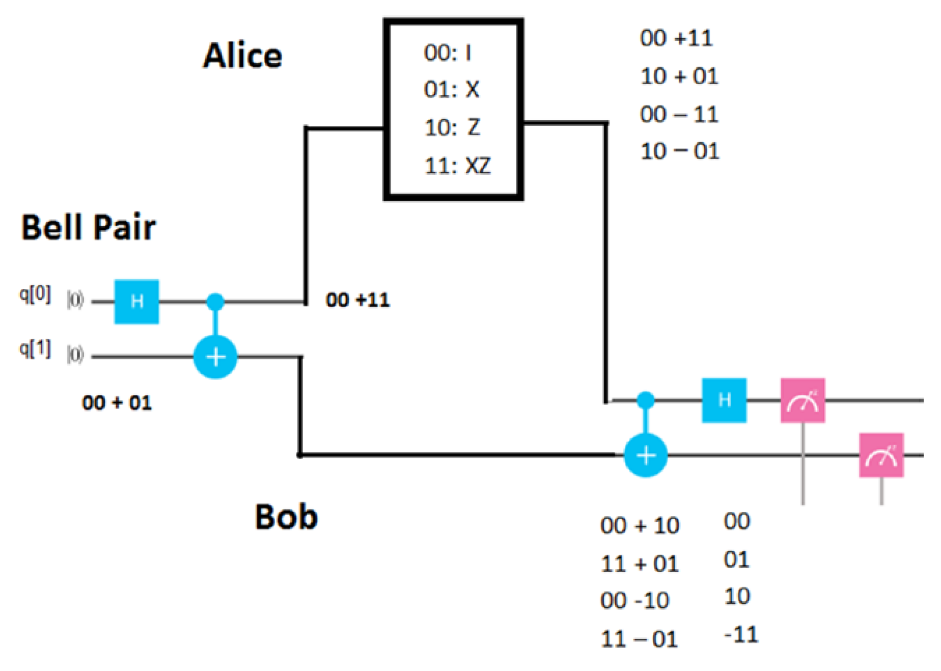 Alice
00: I
01: X
10: Z
11: XZ
00 +11
10 + 01
00 – 11
10 – 01
Bell Pair
q[0] |0⟩ H
00 +11
q[1] |0⟩
00 + 01
H
Bob
00 + 10 00
11 + 01 01
00 -10 10
11 – 01 -11